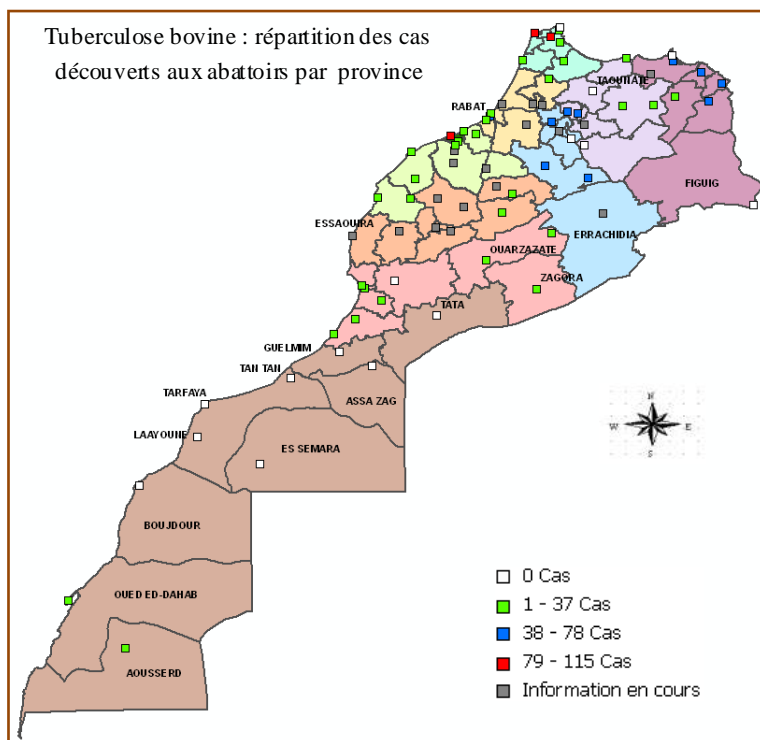 Tuberculose bovine : répartition des cas
découverts aux abattoirs par province
TAOUNATE
RABAT
FIGUIG
ESSAOUIRA
ERRACHIDIA
OUARZAZATE
ZAGORA
TATA
GUELMIM
TAN TAN
TARFAYA
ASSA ZAG
LAAYOUNE
ES SEMARA
BOUJDOUR
OUED ED-DAHAB
AOUSSERD
N
W
E
S
0 Cas
1 - 37 Cas
38 - 78 Cas
79 - 115 Cas
Information en cours